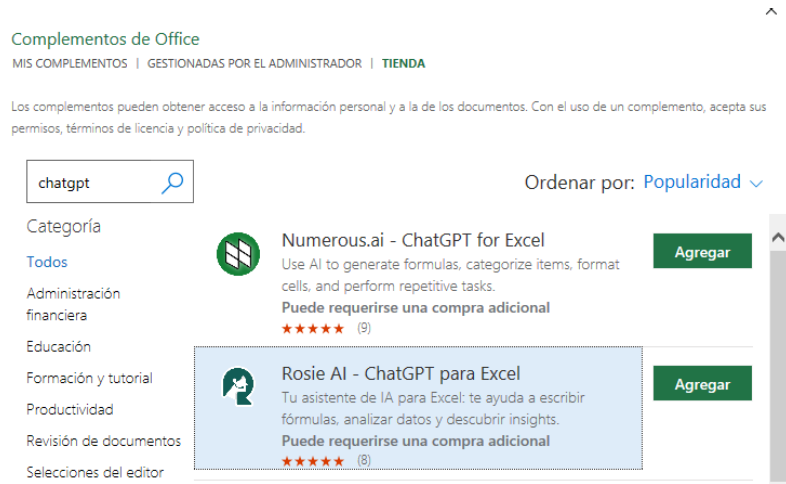 Complementos de Office
MIS COMPLEMENTOS | GESTIONADAS POR EL ADMINISTRADOR | TIENDA
Los complementos pueden obtener acceso a la información personal y a la de los documentos. Con el uso de un complemento, acepta sus
permisos, términos de licencia y política de privacidad.
chatgpt
Ordenar por: Popularidad
Categoría
Todos
Administración
financiera
Educación
Formación y tutorial
Productividad
Revisión de documentos
Selecciones del editor
Numerous.ai - ChatGPT for Excel
Use AI to generate formulas, categorize items, format
cells, and perform repetitive tasks.
Puede requerirse una compra adicional
★★★★★ (9)
Agregar
Rosie AI - ChatGPT para Excel
Tu asistente de IA para Excel: te ayuda a escribir
fórmulas, analizar datos y descubrir insights.
Puede requerirse una compra adicional
★★★★★ (8)
Agregar